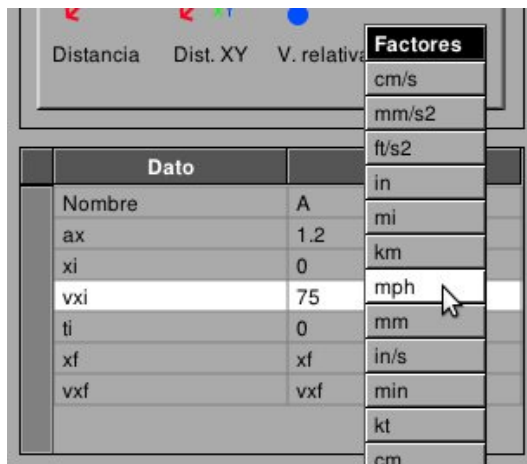 Distancia Dist. XY V. relativa
Factores
cm/s
mm/s2
ft/s2
in
mi
km
mph
mm
in/s
min
kt
cm
Dato
Nombre A
ax 1.2
xi 0
vxi 75
ti 0
xf xf
vxf vxf